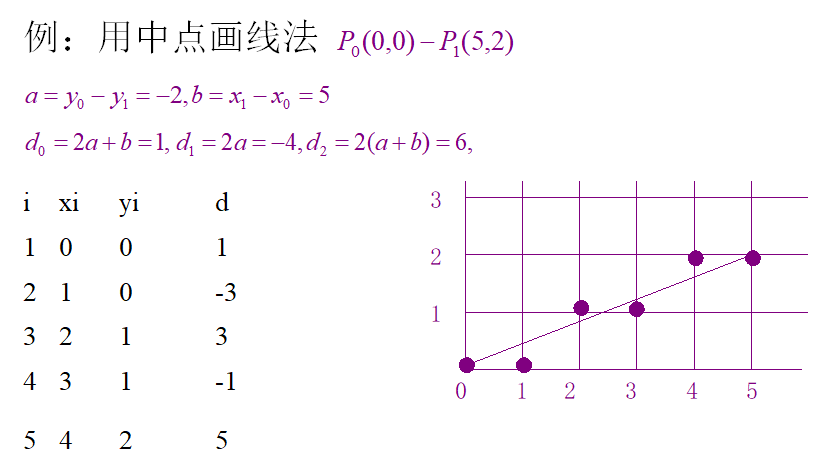 例：用中点画线法 P₀(0,0)－P₁(5,2)
a = y₀ − y₁ = −2, b = x₁ − x₀ = 5
d₀ = 2a + b = 1, d₁ = 2a = −4, d₂ = 2(a + b) = 6,
i xi yi d
1 0 0 1
2 1 0 -3
3 2 1 3
4 3 1 -1
5 4 2 5
3
2
1
0 1 2 3 4 5